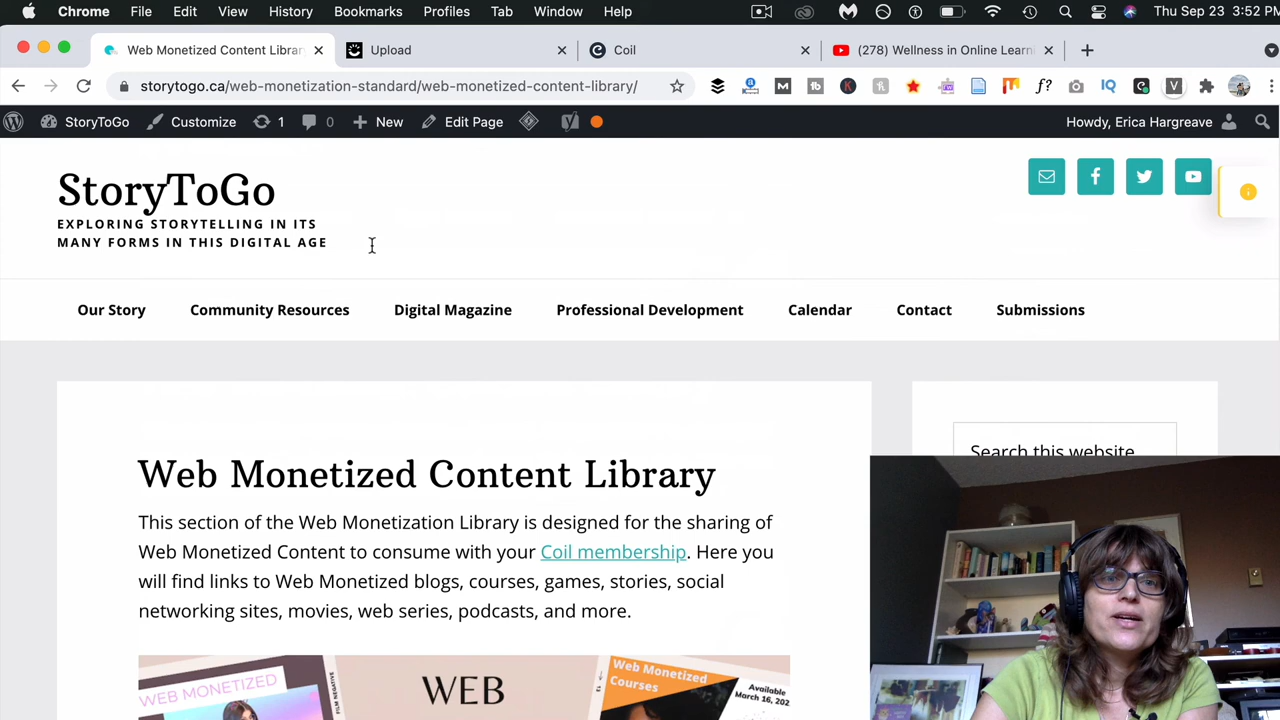 Chrome File Edit View History Bookmarks Profiles Tab Window Help Thu Sep 23 3:52 PM
Web Monetized Content Librar Upload Coil (278) Wellness in Online Learn
storytogo.ca/web-monetization-standard/web-monetized-content-library/
StoryToGo Customize 1 0 New Edit Page Howdy, Erica Hargreave
StoryToGo
EXPLORING STORYTELLING IN ITS
MANY FORMS IN THIS DIGITAL AGE
Our Story Community Resources Digital Magazine Professional Development Calendar Contact Submissions
Web Monetized Content Library
Search this website
This section of the Web Monetization Library is designed for the sharing of
Web Monetized Content to consume with your Coil membership. Here you
will find links to Web Monetized blogs, courses, games, stories, social
networking sites, movies, web series, podcasts, and more.
WEB MONETIZED
FILM NEGATIVE
WEB
Web Monetized
Courses
Available
March 16, 202